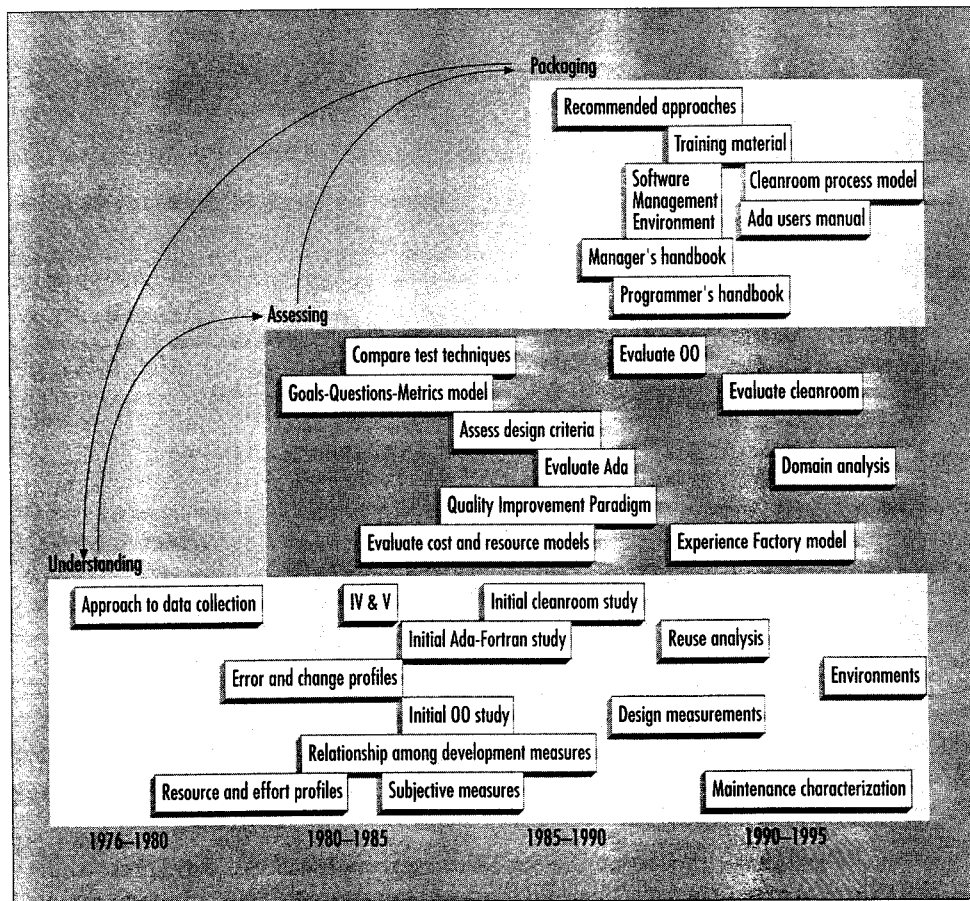 Packaging
Recommended approaches
Training material
Software
Management
Environment
Cleanroom process model
Ada users manual
Manager's handbook
Programmer's handbook
Assessing
Compare test techniques
Evaluate OO
Goals-Questions-Metrics model
Evaluate cleanroom
Assess design criteria
Evaluate Ada
Domain analysis
Quality Improvement Paradigm
Evaluate cost and resource models
Experience Factory model
Understanding
Approach to data collection
IV & V
Initial cleanroom study
Initial Ada-Fortran study
Reuse analysis
Error and change profiles
Environments
Initial OO study
Design measurements
Relationship among development measures
Resource and effort profiles
Subjective measures
Maintenance characterization
1976–1980
1980–1985
1985–1990
1990–1995